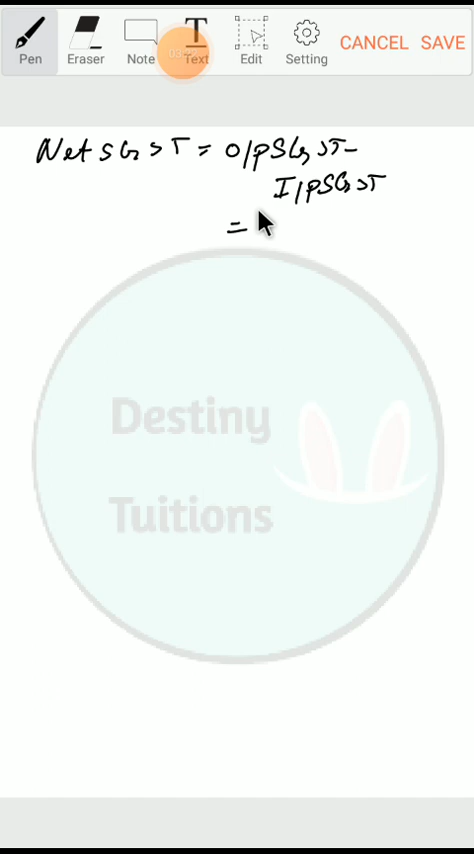 Pen Eraser Note Text Edit Setting CANCEL SAVE
Net SGST = O/P SGST -
I/P SGST
=
Destiny
Tuitions